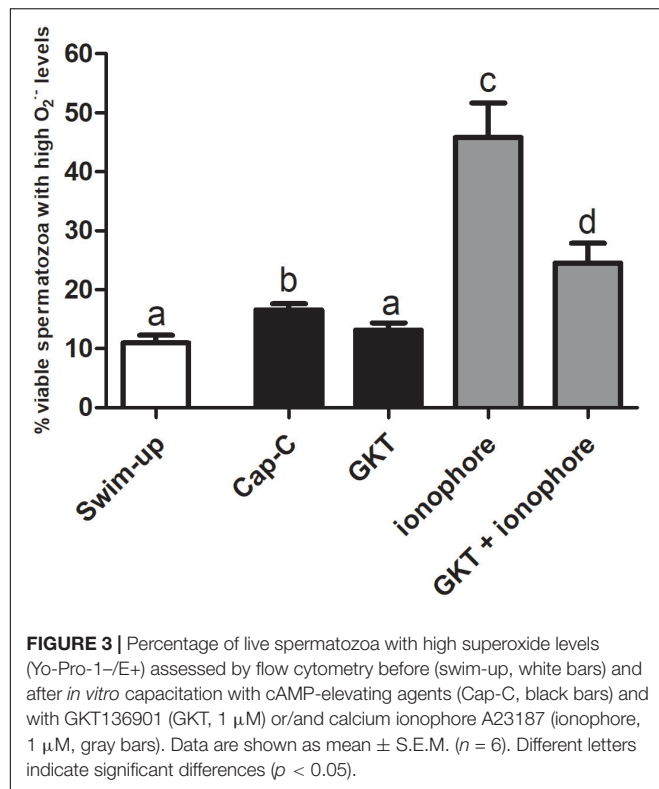 % viable spermatozoa with high O₂˙˙⁻ levels
60
50
40
30
20
10
0
a
b
a
c
d
Swim-up
Cap-C
GKT
ionophore
GKT + ionophore
FIGURE 3 | Percentage of live spermatozoa with high superoxide levels
(Yo-Pro-1–/E+) assessed by flow cytometry before (swim-up, white bars) and
after in vitro capacitation with cAMP-elevating agents (Cap-C, black bars) and
with GKT136901 (GKT, 1 μM) or/and calcium ionophore A23187 (ionophore,
1 μM, gray bars). Data are shown as mean ± S.E.M. (n = 6). Different letters
indicate significant differences (p < 0.05).